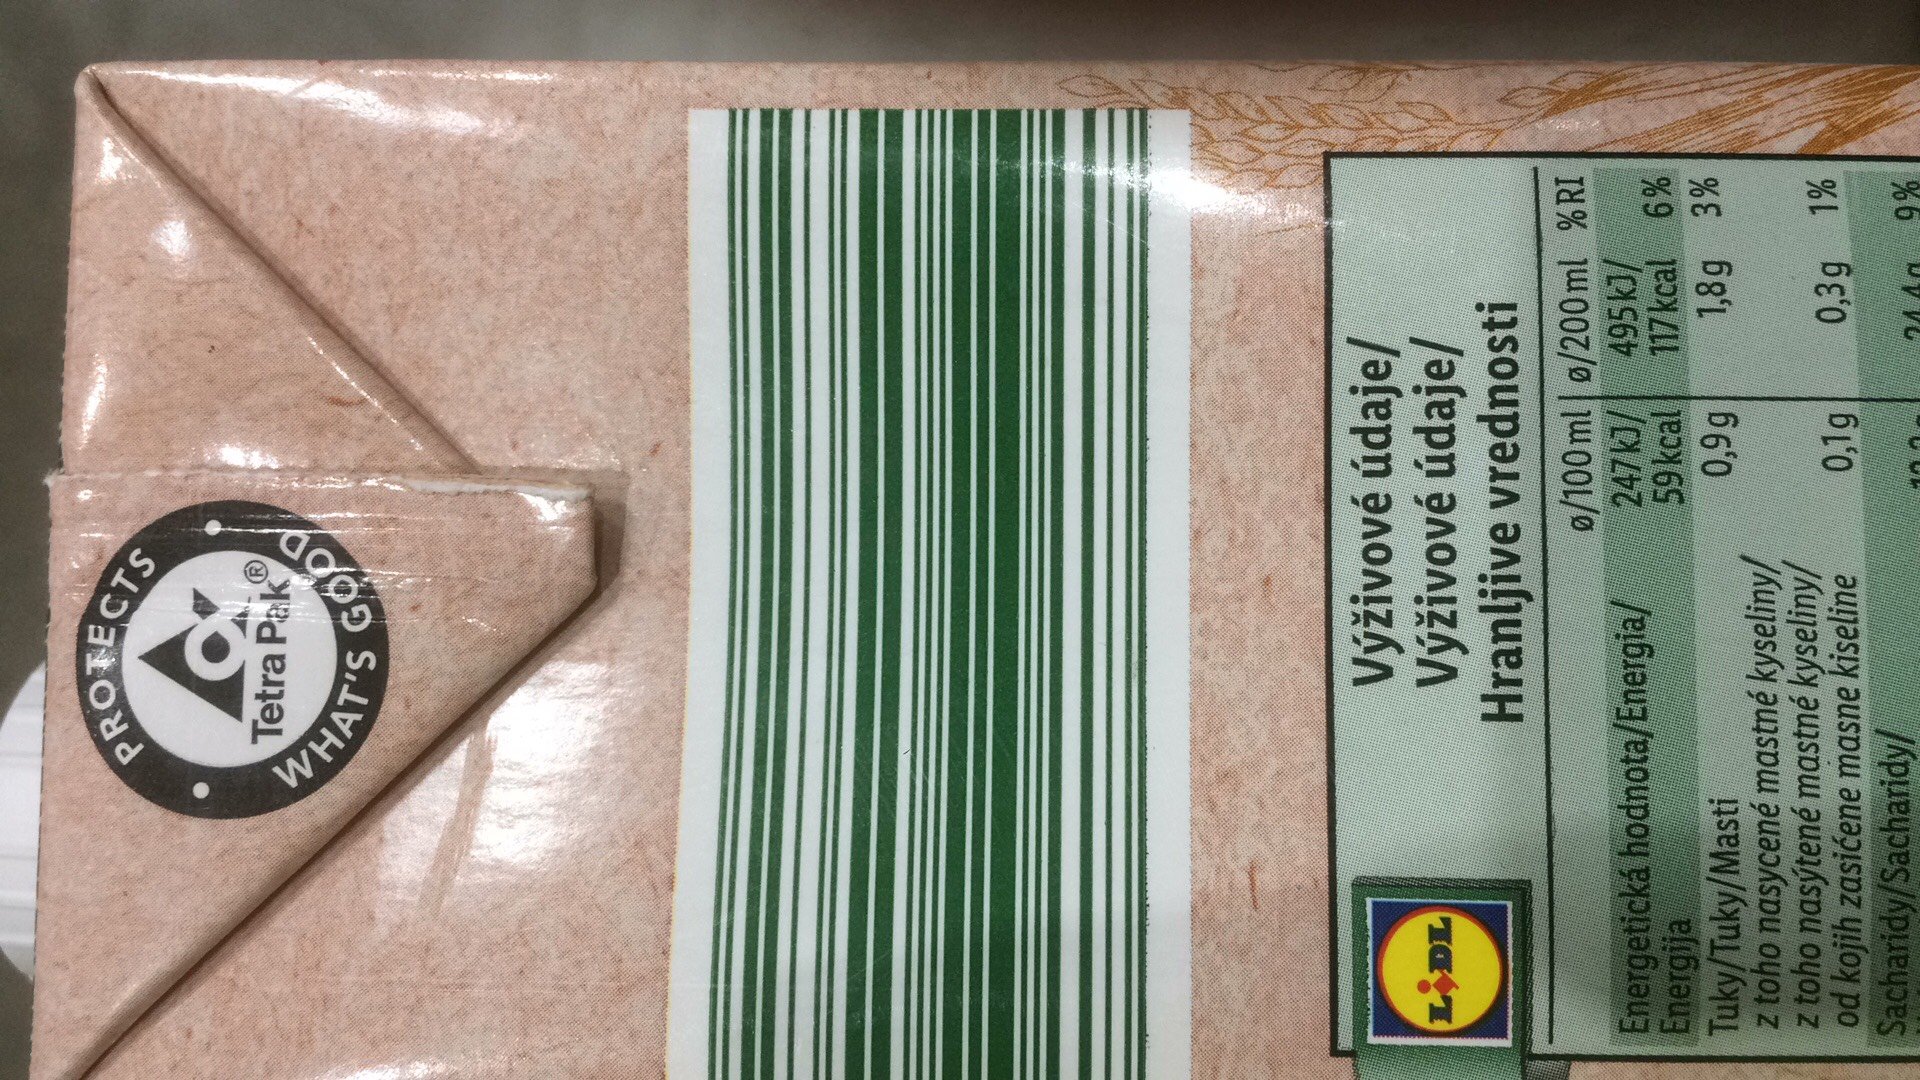 PROTECTS
WHAT'S GOOD
Tetra Pak®
LIDL
Výživové údaje/
Výživové údaje/
Hranljive vrednosti
ø/100 ml ø/200 ml %RI
Energetická hodnota/Energia/ 247 kJ/ 495 kJ/ 6%
Energija 59 kcal 117 kcal
Tuky/Tuky/Masti 0,9 g 1,8 g 3%
z toho nasycené mastné kyseliny/
z toho nasýtené mastné kyseliny/
od kojih zasićene masne kiseline 0,1 g 0,3 g 1%
Sacharidy/Sacharidy/ 9%